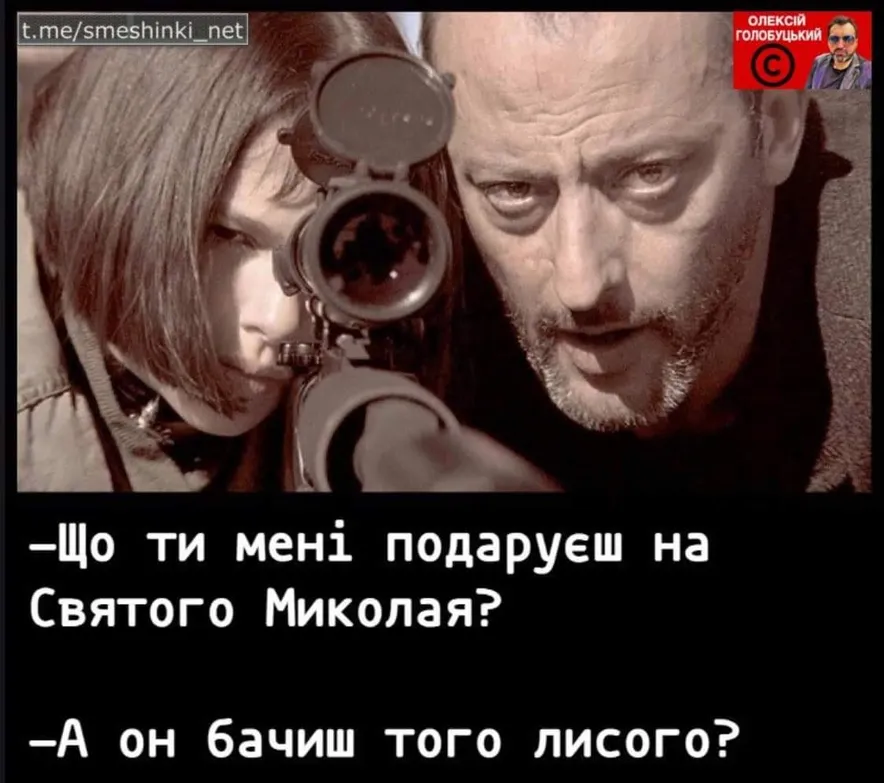 t.me/smeshinki_net
ОЛЕКСІЙ
ГОЛОБУЦЬКИЙ
©
–Що ти мені подаруєш на
Святого Миколая?
–А он бачиш того лисого?